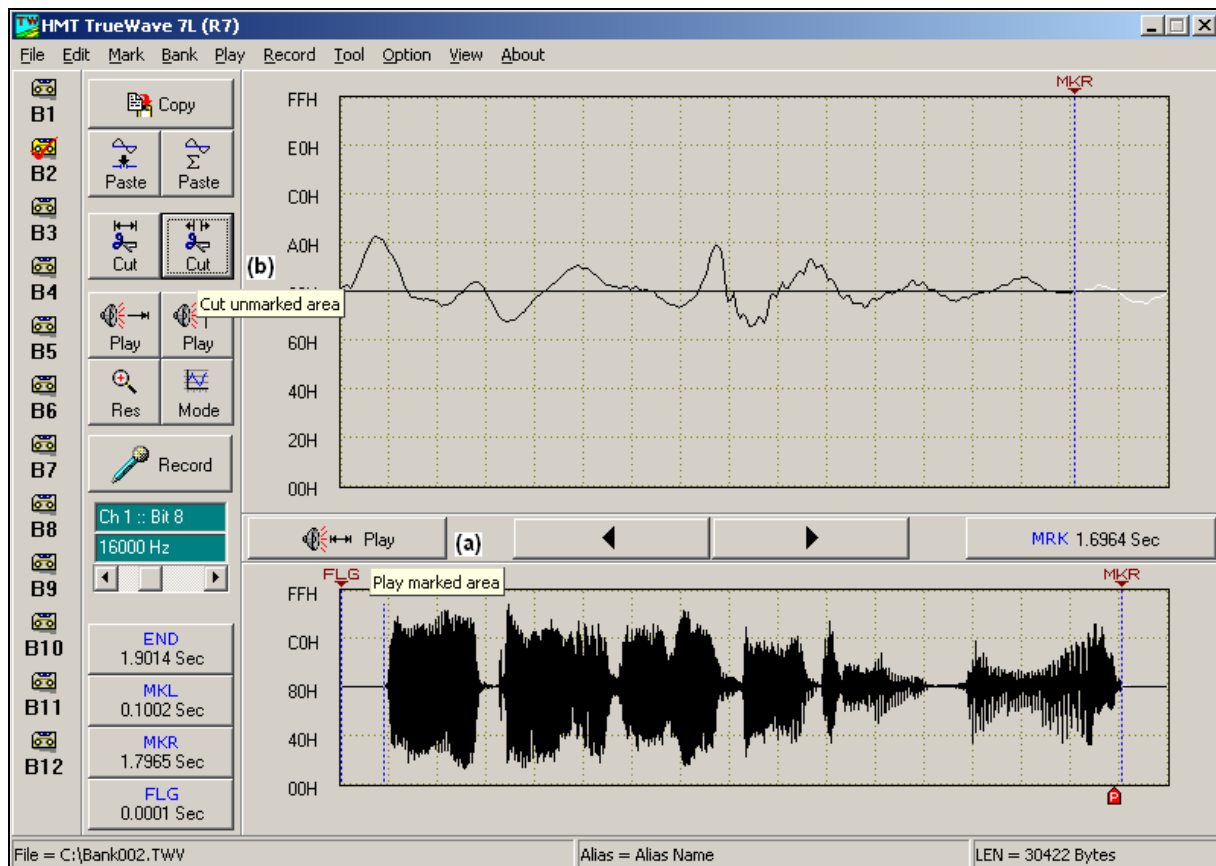 HMT TrueWave 7L (R7)
File Edit Mark Bank Play Record Tool Option View About
B1
B2
B3
B4
B5
B6
B7
B8
B9
B10
B11
B12
Copy
Paste Paste
Cut Cut
(b)
Cut unmarked area
Play Play
Res Mode
Record
Ch 1 :: Bit 8
16000 Hz
END
1.9014 Sec
MKL
0.1002 Sec
MKR
1.7965 Sec
FLG
0.0001 Sec
MKR
FFH
E0H
C0H
A0H
60H
40H
20H
00H
Play
(a)
MRK 1.6964 Sec
Play marked area
FLG
MKR
FFH
C0H
80H
40H
00H
P
File = C:\Bank002.TWV
Alias = Alias Name
LEN = 30422 Bytes